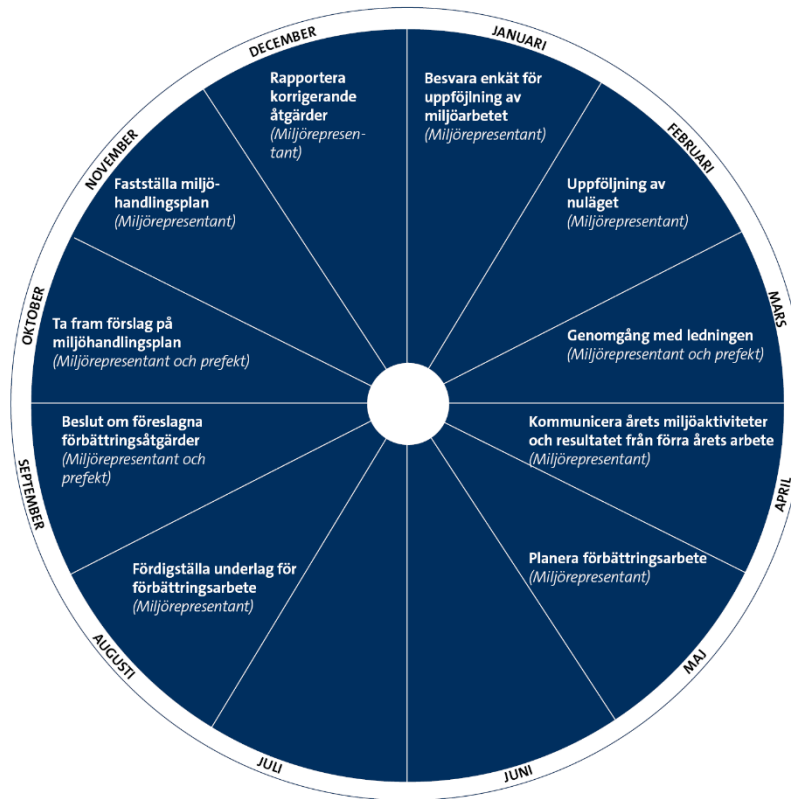 JANUARI
Besvara enkät för
uppföjlning av
miljöarbetet
(Miljörepresentant)
FEBRUARI
Uppföljning av
nuläget
(Miljörepresentant)
MARS
Genomgång med ledningen
(Miljörepresentant och prefekt)
APRIL
Kommunicera årets miljöaktiviteter
och resultatet från förra årets arbete
(Miljörepresentant)
MAJ
Planera förbättringsarbete
(Miljörepresentant)
JUNI
JULI
AUGUSTI
Fördigställa underlag för
förbättringsarbete
(Miljörepresentant)
SEPTEMBER
Beslut om föreslagna
förbättringsåtgärder
(Miljörepresentant och
prefekt)
OKTOBER
Ta fram förslag på
miljöhandlingsplan
(Miljörepresentant och prefekt)
NOVEMBER
Fastställa miljö-
handlingsplan
(Miljörepresentant)
DECEMBER
Rapportera
korrigerande
åtgärder
(Miljörepresen-
tant)